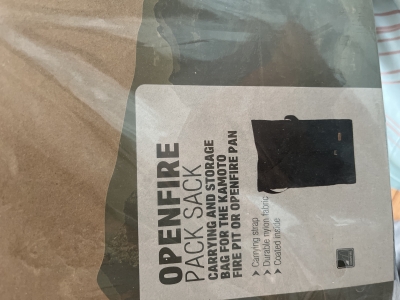 OPENFIRE
PACK SACK
CARRYING AND STORAGE
BAG FOR THE KAMOTO
FIRE PIT OR OPENFIRE PAN
> Carrying strap
> Durable nylon fabric
> Coated inside